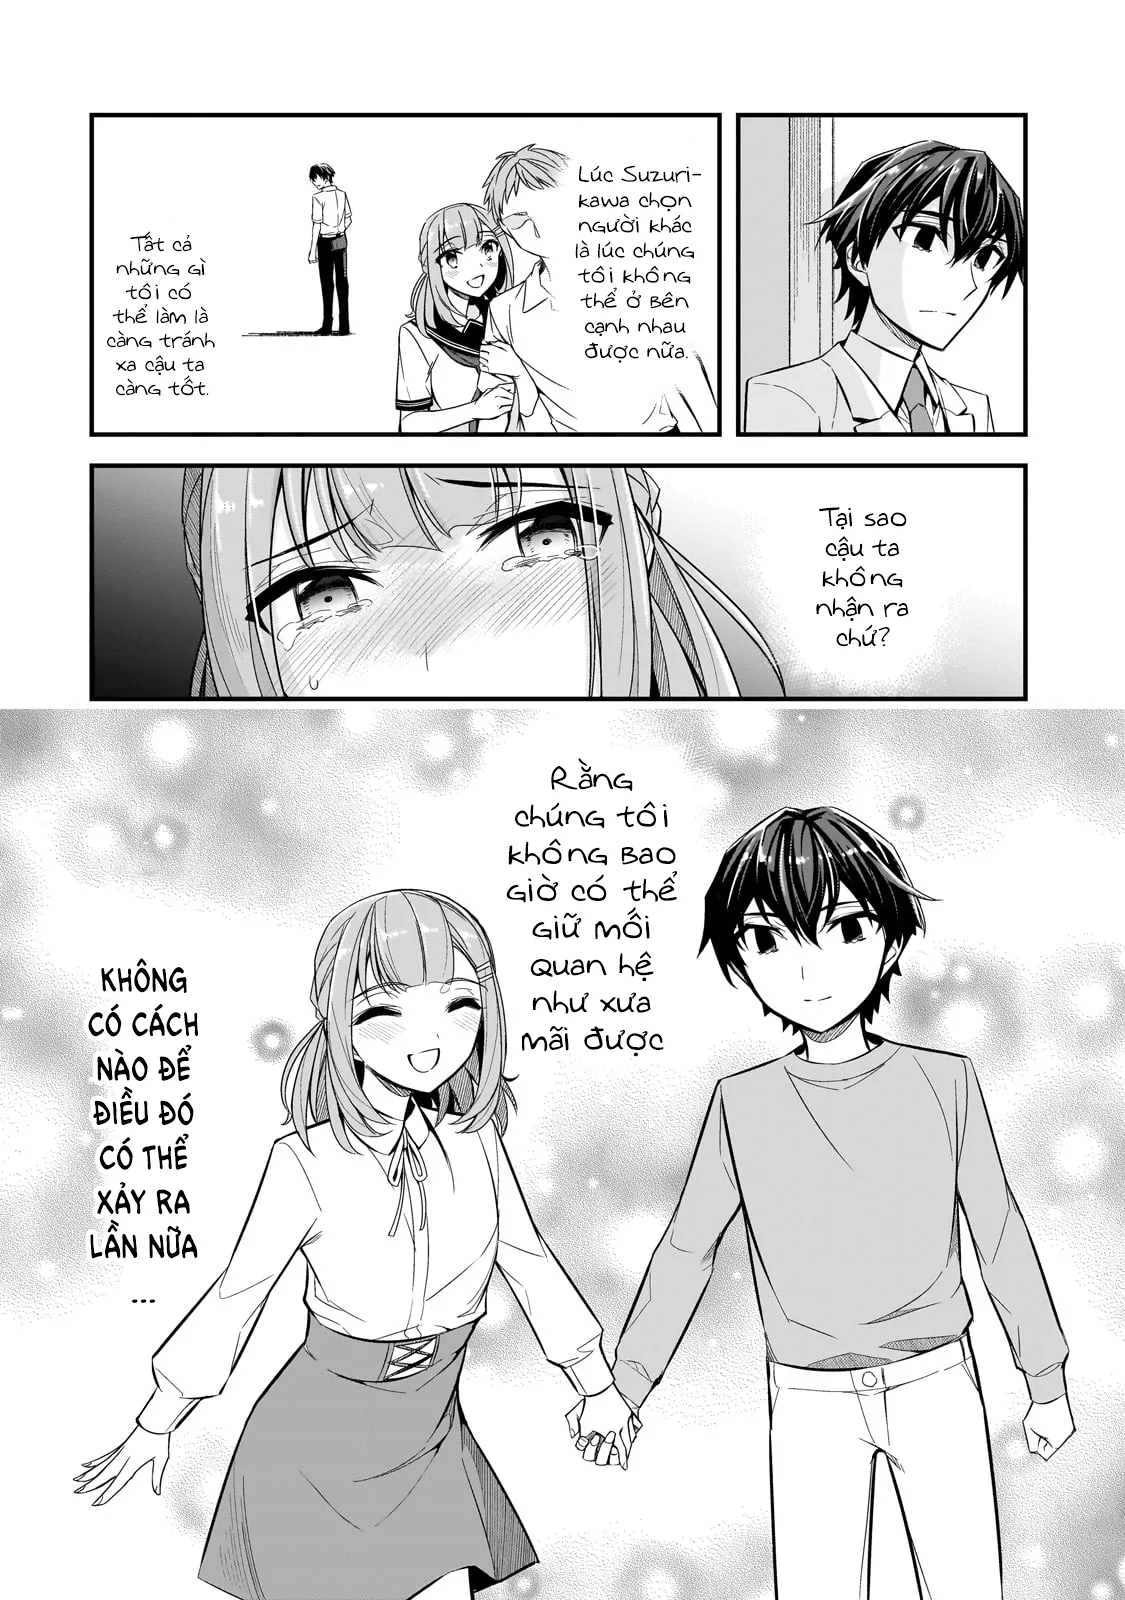 Lúc Suzuri-
kawa chọn
người khác
là lúc chúng
tôi không
thể ở bên
cạnh nhau
được nữa.
Tất cả
những gì
tôi có
thể làm là
càng tránh
xa cậu ta
càng tốt.
Tại sao
cậu ta
không
nhận ra
chứ?
Rằng
chúng tôi
không bao
giờ có thể
giữ mối
quan hệ
như xưa
mãi được
KHÔNG
CÓ CÁCH
NÀO ĐỂ
ĐIỀU ĐÓ
CÓ THỂ
XẢY RA
LẦN NỮA
...